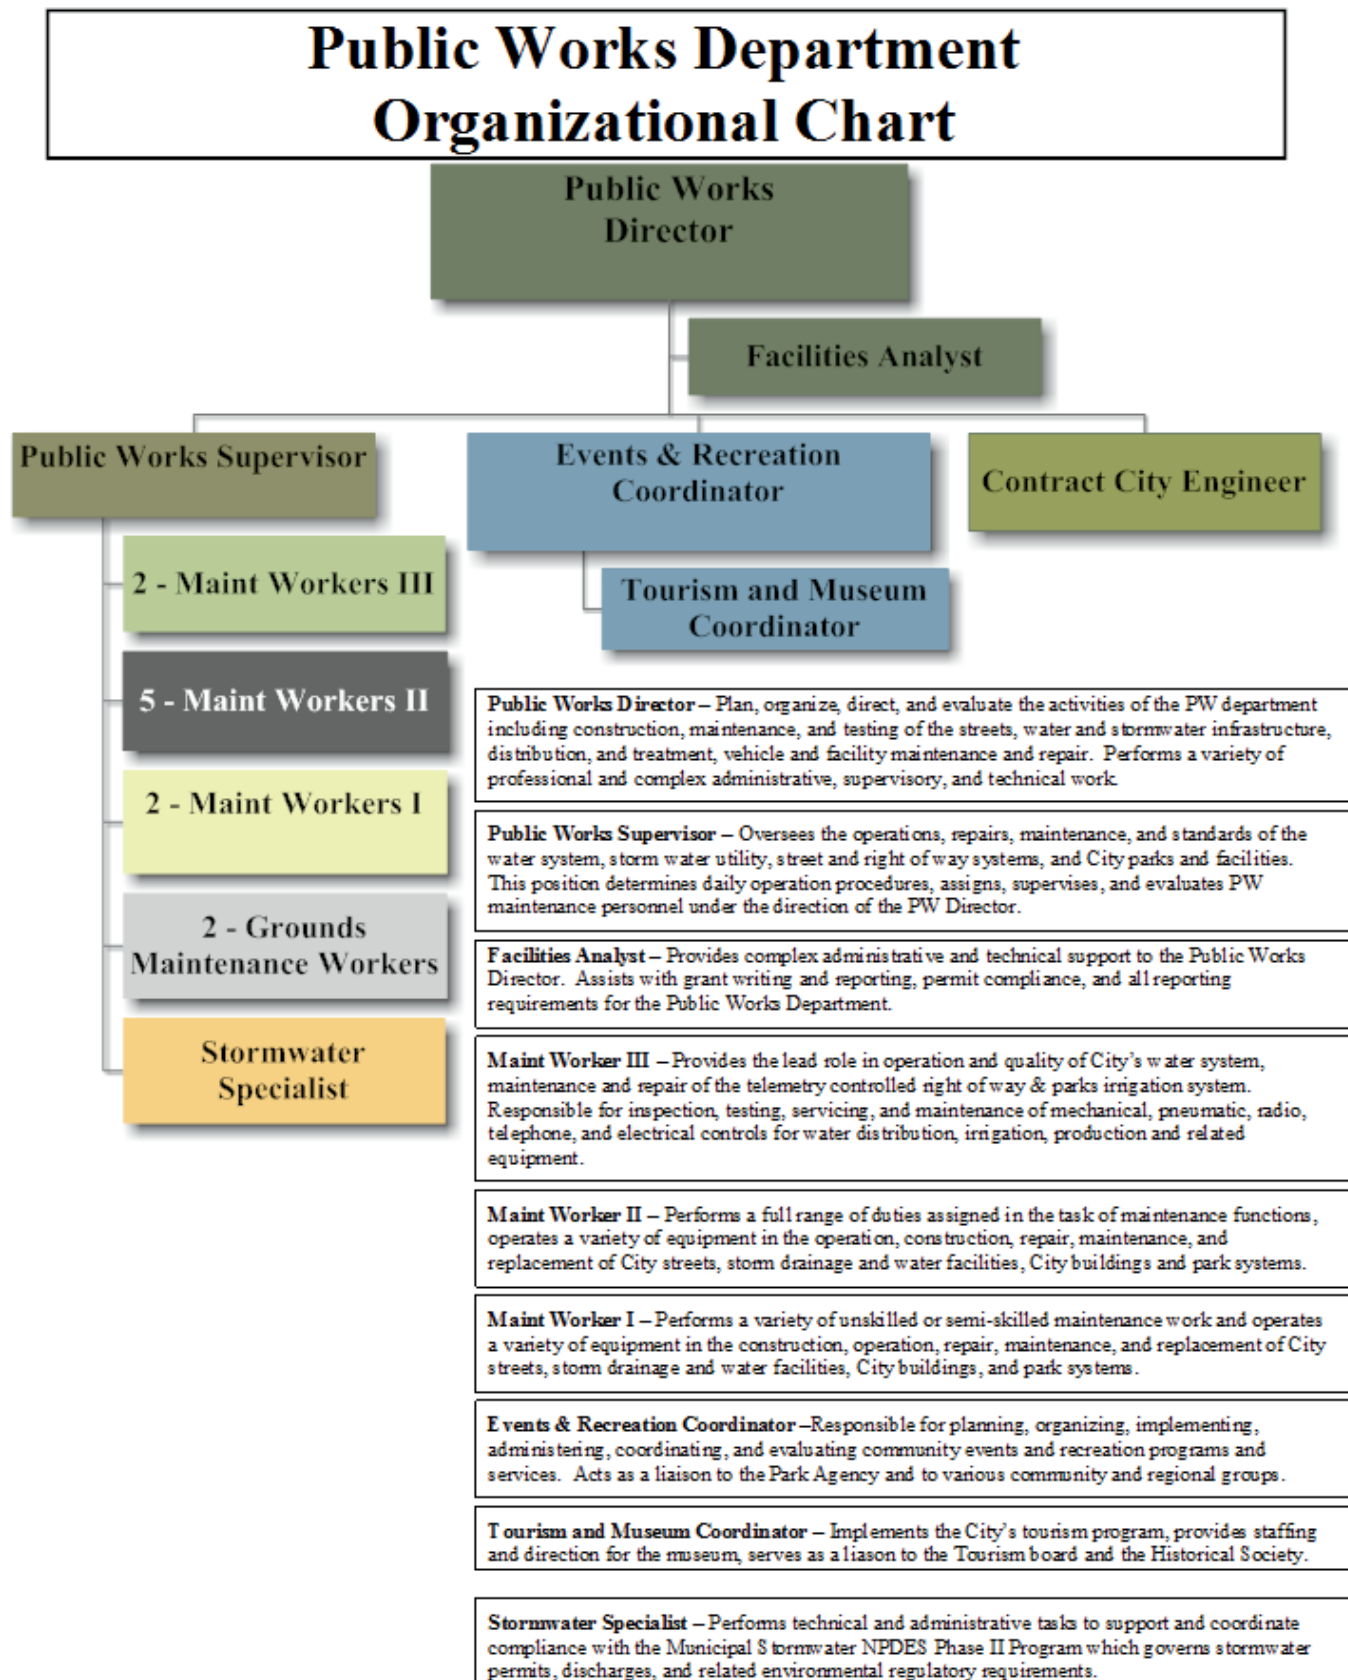 Public Works Department
Organizational Chart
Public Works
Director
Facilities Analyst
Public Works Supervisor
Events & Recreation
Coordinator
Contract City Engineer
2 - Maint Workers III
Tourism and Museum
Coordinator
5 - Maint Workers II
2 - Maint Workers I
2 - Grounds
Maintenance Workers
Stormwater
Specialist
Public Works Director – Plan, organize, direct, and evaluate the activities of the PW department
including construction, maintenance, and testing of the streets, water and stormwater infrastructure,
distribution, and treatment, vehicle and facility maintenance and repair. Performs a variety of
professional and complex administrative, supervisory, and technical work.
Public Works Supervisor – Oversees the operations, repairs, maintenance, and standards of the
water system, storm water utility, street and right of way systems, and City parks and facilities.
This position determines daily operation procedures, assigns, supervises, and evaluates PW
maintenance personnel under the direction of the PW Director.
Facilities Analyst – Provides complex administrative and technical support to the Public Works
Director. Assists with grant writing and reporting, permit compliance, and all reporting
requirements for the Public Works Department.
Maint Worker III – Provides the lead role in operation and quality of City's water system,
maintenance and repair of the telemetry controlled right of way & parks irrigation system.
Responsible for inspection, testing, servicing, and maintenance of mechanical, pneumatic, radio,
telephone, and electrical controls for water distribution, irrigation, production and related
equipment.
Maint Worker II – Performs a full range of duties assigned in the task of maintenance functions,
operates a variety of equipment in the operation, construction, repair, maintenance, and
replacement of City streets, storm drainage and water facilities, City buildings and park systems.
Maint Worker I – Performs a variety of unskilled or semi-skilled maintenance work and operates
a variety of equipment in the construction, operation, repair, maintenance, and replacement of City
streets, storm drainage and water facilities, City buildings, and park systems.
Events & Recreation Coordinator –Responsible for planning, organizing, implementing,
administering, coordinating, and evaluating community events and recreation programs and
services. Acts as a liaison to the Park Agency and to various community and regional groups.
Tourism and Museum Coordinator – Implements the City's tourism program, provides staffing
and direction for the museum, serves as a liason to the Tourism board and the Historical Society.
Stormwater Specialist – Performs technical and administrative tasks to support and coordinate
compliance with the Municipal Stormwater NPDES Phase II Program which governs stormwater
permits, discharges, and related environmental regulatory requirements.